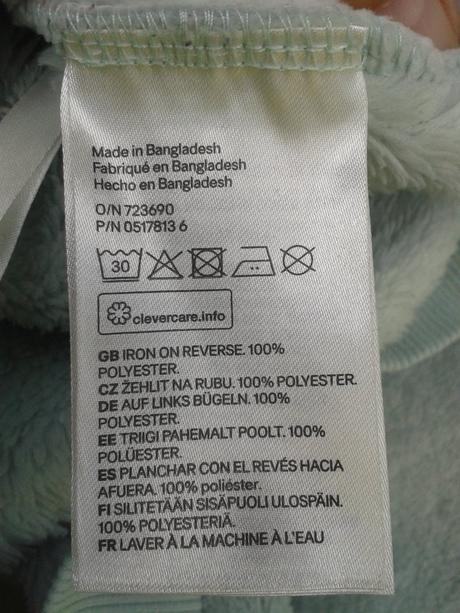 Made in Bangladesh
Fabriqué en Bangladesh
Hecho en Bangladesh
O/N 723690
P/N 0517813 6
30
clevercare.info
GB IRON ON REVERSE. 100%
POLYESTER.
CZ ŽEHLIT NA RUBU. 100% POLYESTER.
DE AUF LINKS BÜGELN. 100%
POLYESTER.
EE TRIIGI PAHEMALT POOLT. 100%
POLÜESTER.
ES PLANCHAR CON EL REVÉS HACIA
AFUERA. 100% poliéster.
FI SILITETÄÄN SISÄPUOLI ULOSPÄIN.
100% POLYESTERIÄ.
FR LAVER À LA MACHINE À L'EAU